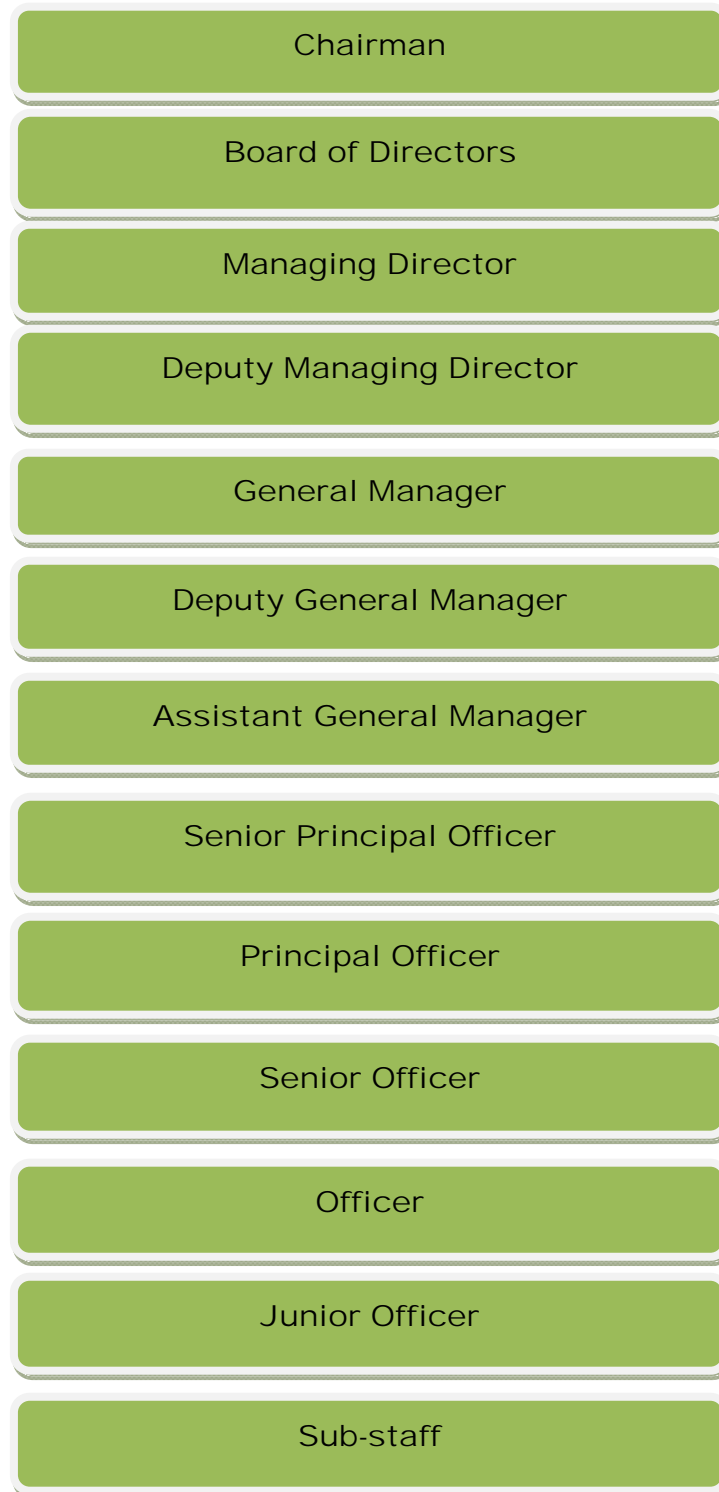 Chairman
Board of Directors
Managing Director
Deputy Managing Director
General Manager
Deputy General Manager
Assistant General Manager
Senior Principal Officer
Principal Officer
Senior Officer
Officer
Junior Officer
Sub-staff